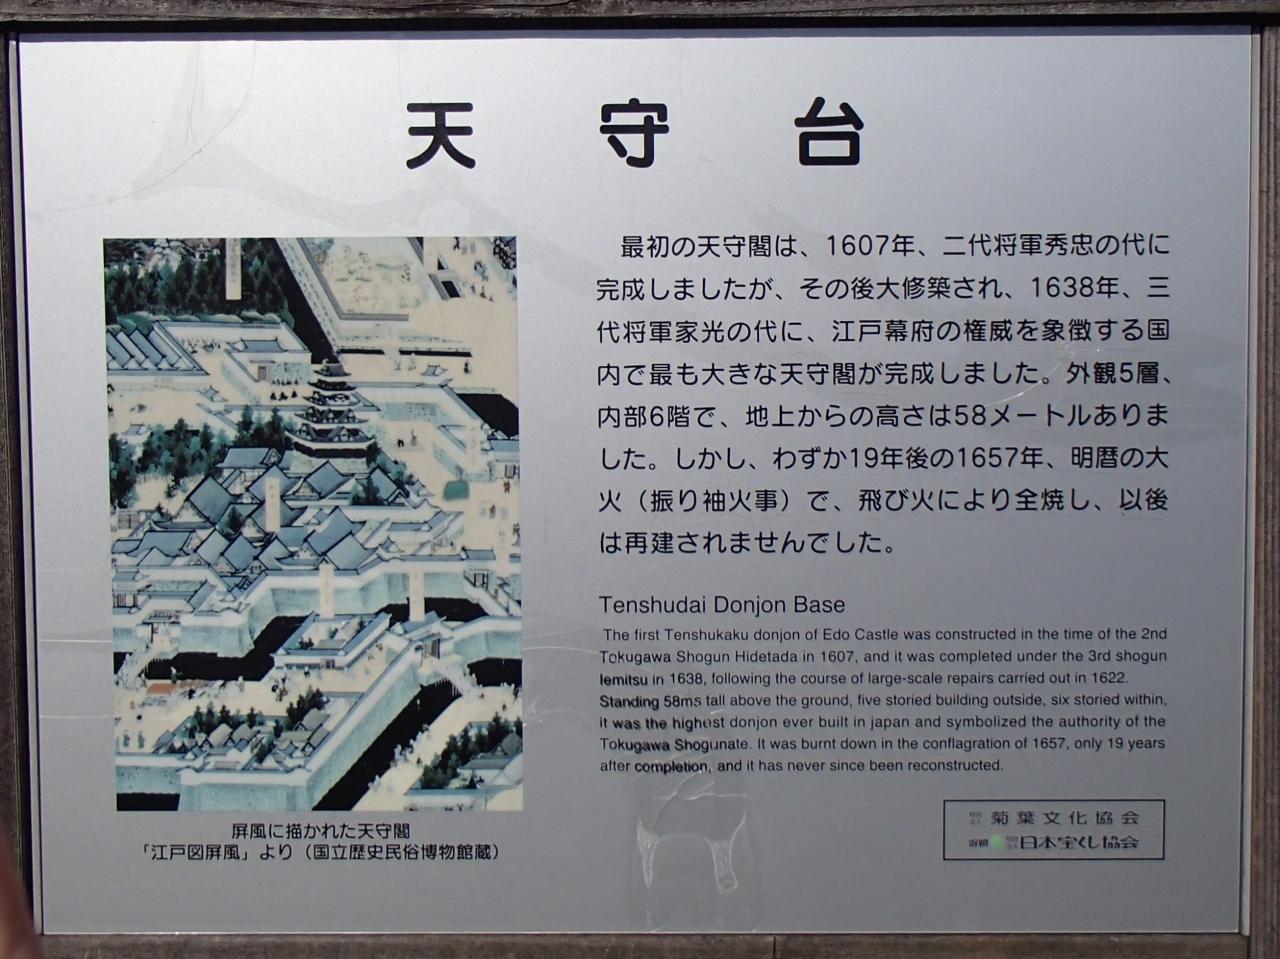 天守台
最初の天守閣は、1607年、二代将軍秀忠の代に
完成しましたが、その後大修築され、1638年、三
代将軍家光の代に、江戸幕府の権威を象徴する国
内で最も大きな天守閣が完成しました。外観5層、
内部6階で、地上からの高さは58メートルありま
した。しかし、わずか19年後の1657年、明暦の大
火（振り袖火事）で、飛び火により全焼し、以後
は再建されませんでした。
Tenshudai Donjon Base
The first Tenshukaku donjon of Edo Castle was constructed in the time of the 2nd
Tokugawa Shogun Hidetada in 1607, and it was completed under the 3rd shogun
Iemitsu in 1638, following the course of large-scale repairs carried out in 1622.
Standing 58ms tall above the ground, five storied building outside, six storied within,
it was the highest donjon ever built in japan and symbolized the authority of the
Tokugawa Shogunate. It was burnt down in the conflagration of 1657, only 19 years
after completion, and it has never since been reconstructed.
屏風に描かれた天守閣
「江戸図屏風」より（国立歴史民俗博物館蔵）
菊葉文化協会
日本宝くじ協会